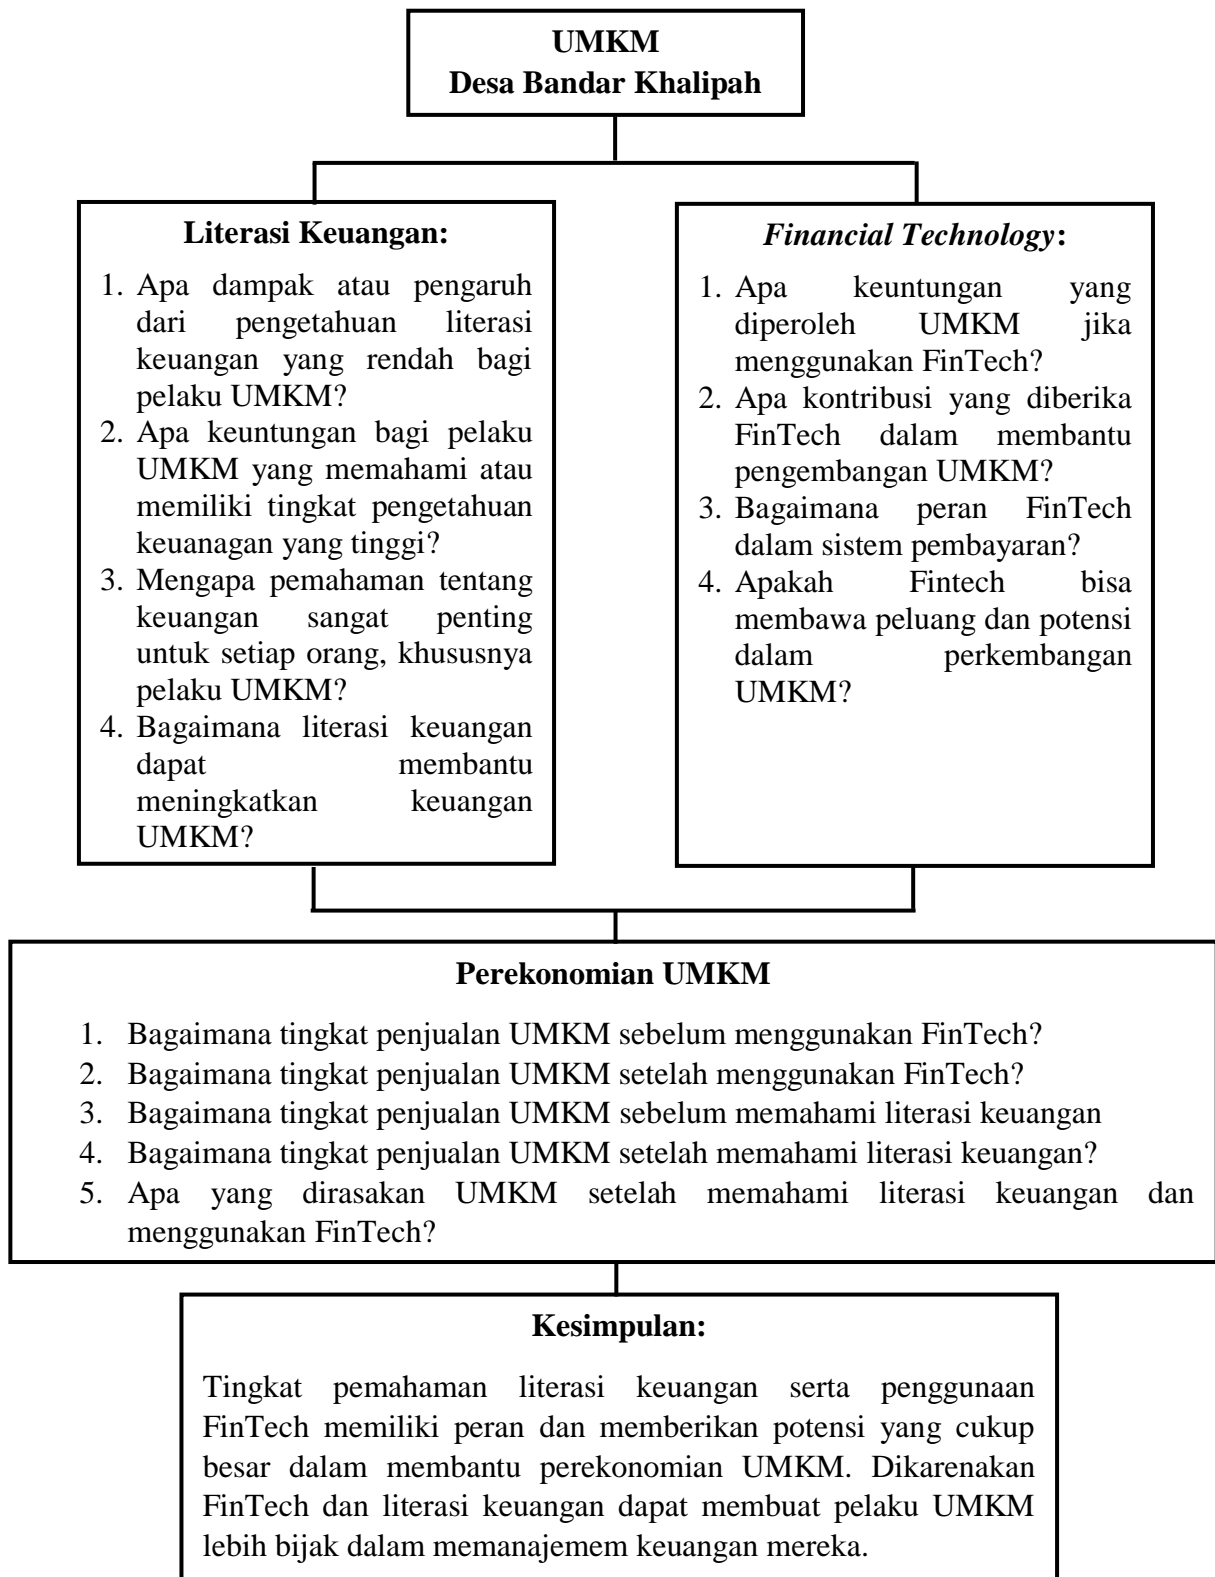 UMKM
Desa Bandar Khalipah
Literasi Keuangan:
1. Apa dampak atau pengaruh
dari pengetahuan literasi
keuangan yang rendah bagi
pelaku UMKM?
2. Apa keuntungan bagi pelaku
UMKM yang memahami atau
memiliki tingkat pengetahuan
keuanagan yang tinggi?
3. Mengapa pemahaman tentang
keuangan sangat penting
untuk setiap orang, khususnya
pelaku UMKM?
4. Bagaimana literasi keuangan
dapat membantu
meningkatkan keuangan
UMKM?
Financial Technology:
1. Apa keuntungan yang
diperoleh UMKM jika
menggunakan FinTech?
2. Apa kontribusi yang diberika
FinTech dalam membantu
pengembangan UMKM?
3. Bagaimana peran FinTech
dalam sistem pembayaran?
4. Apakah Fintech bisa
membawa peluang dan potensi
dalam perkembangan
UMKM?
Perekonomian UMKM
1. Bagaimana tingkat penjualan UMKM sebelum menggunakan FinTech?
2. Bagaimana tingkat penjualan UMKM setelah menggunakan FinTech?
3. Bagaimana tingkat penjualan UMKM sebelum memahami literasi keuangan
4. Bagaimana tingkat penjualan UMKM setelah memahami literasi keuangan?
5. Apa yang dirasakan UMKM setelah memahami literasi keuangan dan
menggunakan FinTech?
Kesimpulan:
Tingkat pemahaman literasi keuangan serta penggunaan
FinTech memiliki peran dan memberikan potensi yang cukup
besar dalam membantu perekonomian UMKM. Dikarenakan
FinTech dan literasi keuangan dapat membuat pelaku UMKM
lebih bijak dalam memanajemem keuangan mereka.